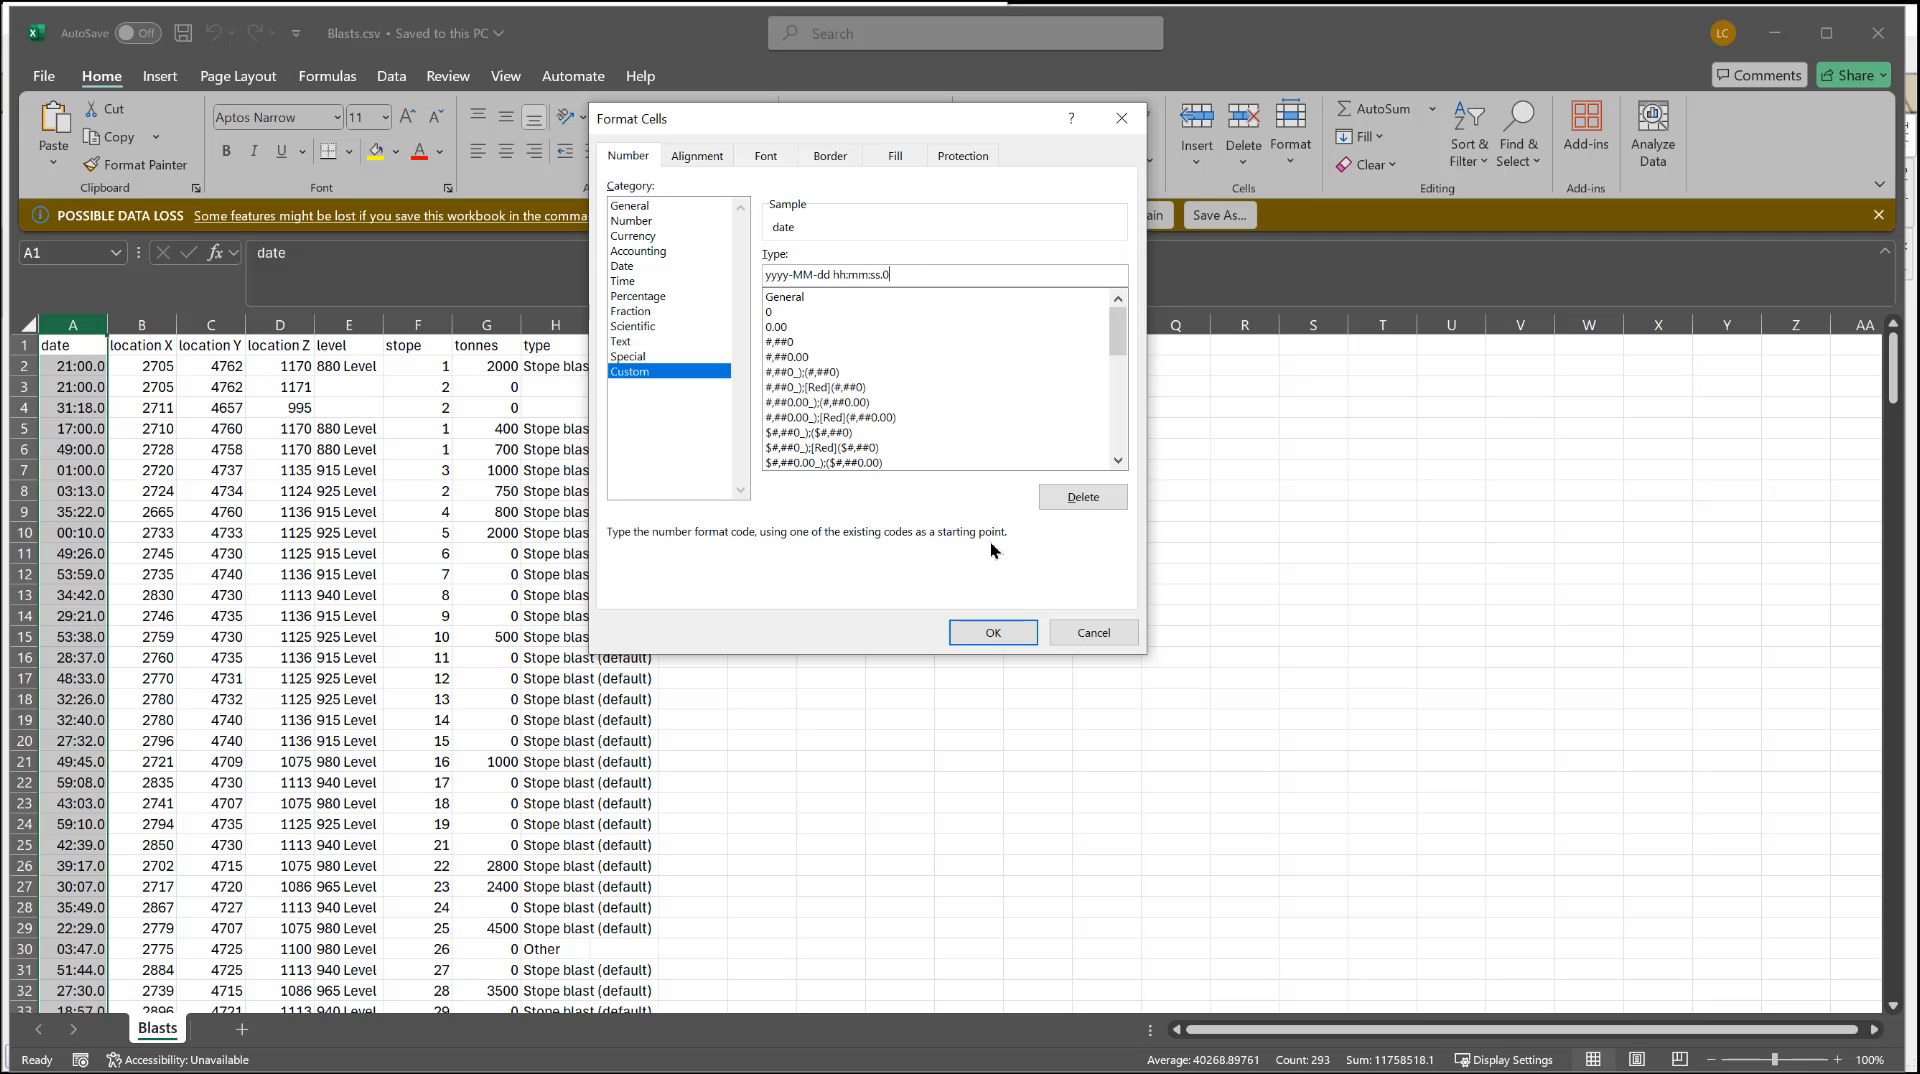 AutoSave Off Blasts.csv • Saved to this PC Search LC
File Home Insert Page Layout Formulas Data Review View Automate Help Comments Share
Paste Cut Copy Format Painter Clipboard
Aptos Narrow 11 B I U A Font
Insert Delete Format Cells
AutoSum Fill Clear Sort & Filter Find & Select Editing
Add-ins Add-ins
Analyze Data
POSSIBLE DATA LOSS Some features might be lost if you save this workbook in the comma Save As...
A1 fx date
Format Cells ?
Number Alignment Font Border Fill Protection
Category:
General
Number
Currency
Accounting
Date
Time
Percentage
Fraction
Scientific
Text
Special
Custom
Sample
date
Type:
yyyy-MM-dd hh:mm:ss.0
General
0
0.00
#,##0
#,##0.00
#,##0_);(#,##0)
#,##0_);[Red](#,##0)
#,##0.00_);(#,##0.00)
#,##0.00_);[Red](#,##0.00)
$#,##0_);($#,##0)
$#,##0_);[Red]($#,##0)
$#,##0.00_);($#,##0.00)
Delete
Type the number format code, using one of the existing codes as a starting point.
OK Cancel
A B C D E F G H Q R S T U V W X Y Z AA
1 date location X location Y location Z level stope tonnes type
2 21:00.0 2705 4762 1170 880 Level 1 2000 Stope blas
3 21:00.0 2705 4762 1171 2 0
4 31:18.0 2711 4657 995 2 0
5 17:00.0 2710 4760 1170 880 Level 1 400 Stope blas
6 49:00.0 2728 4758 1170 880 Level 1 700 Stope blas
7 01:00.0 2720 4737 1135 915 Level 3 1000 Stope blas
8 03:13.0 2724 4734 1124 925 Level 2 750 Stope blas
9 35:22.0 2665 4760 1136 915 Level 4 800 Stope blas
10 00:10.0 2733 4733 1125 925 Level 5 2000 Stope blas
11 49:26.0 2745 4730 1125 915 Level 6 0 Stope blas
12 53:59.0 2735 4740 1136 915 Level 7 0 Stope blas
13 34:42.0 2830 4730 1113 940 Level 8 0 Stope blas
14 29:21.0 2746 4735 1136 915 Level 9 0 Stope blas
15 53:38.0 2759 4730 1125 925 Level 10 500 Stope blas
16 28:37.0 2760 4735 1136 915 Level 11 0 Stope blast (default)
17 48:33.0 2770 4731 1125 925 Level 12 0 Stope blast (default)
18 32:26.0 2780 4732 1125 925 Level 13 0 Stope blast (default)
19 32:40.0 2780 4740 1136 915 Level 14 0 Stope blast (default)
20 27:32.0 2796 4740 1136 915 Level 15 0 Stope blast (default)
21 49:45.0 2721 4709 1075 980 Level 16 1000 Stope blast (default)
22 59:08.0 2835 4730 1113 940 Level 17 0 Stope blast (default)
23 43:03.0 2741 4707 1075 980 Level 18 0 Stope blast (default)
24 59:10.0 2794 4735 1125 925 Level 19 0 Stope blast (default)
25 42:39.0 2850 4730 1113 940 Level 21 0 Stope blast (default)
26 39:17.0 2702 4715 1075 980 Level 22 2800 Stope blast (default)
27 30:07.0 2717 4720 1086 965 Level 23 2400 Stope blast (default)
28 35:49.0 2867 4727 1113 940 Level 24 0 Stope blast (default)
29 22:29.0 2779 4707 1075 980 Level 25 4500 Stope blast (default)
30 03:47.0 2775 4725 1100 980 Level 26 0 Other
31 51:44.0 2884 4725 1113 940 Level 27 0 Stope blast (default)
32 27:30.0 2739 4715 1086 965 Level 28 3500 Stope blast (default)
33 18:57.0 2896 4721 1113 940 Level 29 0 Stope blast (default)
Blasts
Ready Accessibility: Unavailable Average: 40268.89761 Count: 293 Sum: 11758518.1 Display Settings 100%